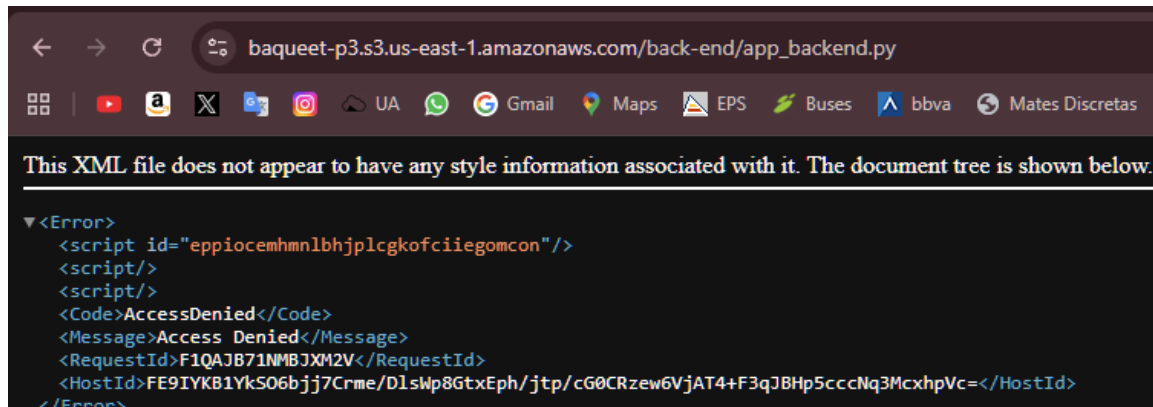 baqueet-p3.s3.us-east-1.amazonaws.com/back-end/app_backend.py
UA Gmail Maps EPS Buses bbva Mates Discretas
This XML file does not appear to have any style information associated with it. The document tree is shown below.
▼<Error>
<script id="eppiocemhmnlbhjplcgkofciiegomcon"/>
<script/>
<script/>
<Code>AccessDenied</Code>
<Message>Access Denied</Message>
<RequestId>F1QAJB71NMBJXM2V</RequestId>
<HostId>FE9IYKB1YkSO6bjj7Crme/DlsWp8GtxEph/jtp/cG0CRzew6VjAT4+F3qJBHp5cccNq3McxhpVc=</HostId>
</Error>